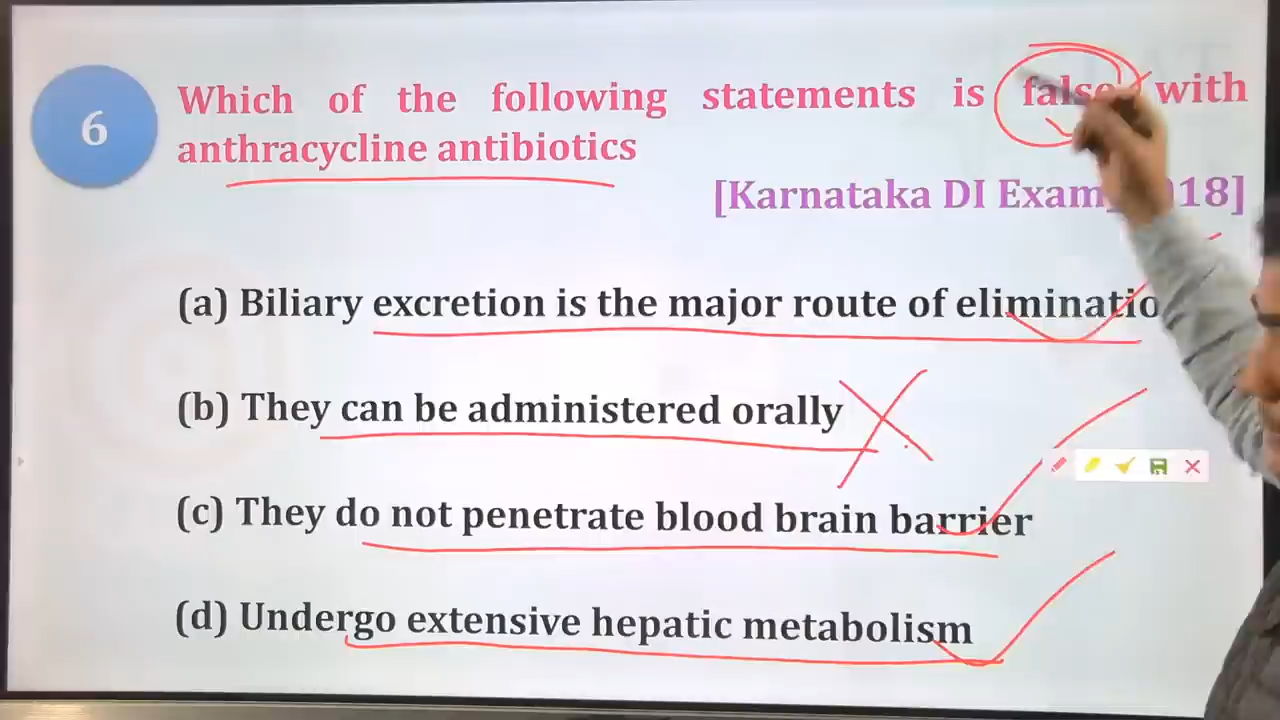 6
Which of the following statements is false with
anthracycline antibiotics
[Karnataka DI Exam 18]
(a) Biliary excretion is the major route of eliminatio
(b) They can be administered orally
(c) They do not penetrate blood brain barrier
(d) Undergo extensive hepatic metabolism